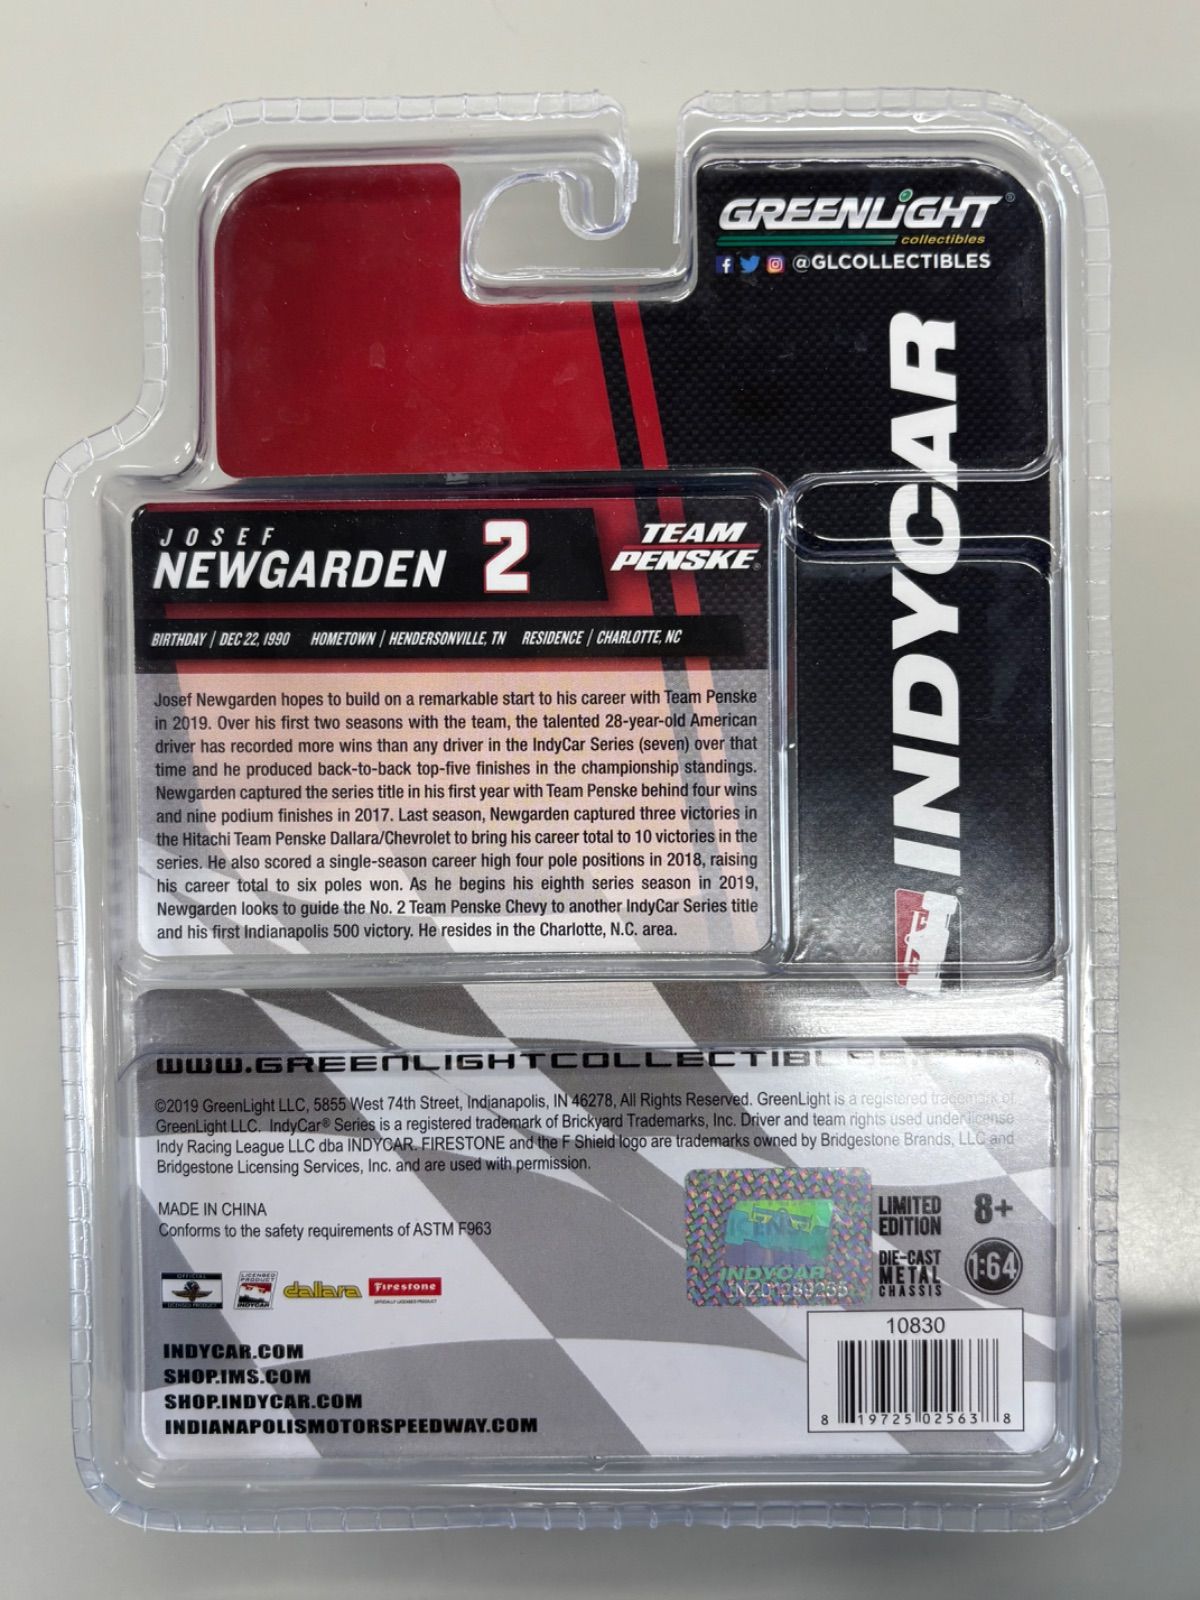 GREENLIGHT®
collectibles
@GLCOLLECTIBLES
INDYCAR
JOSEF
NEWGARDEN
2
TEAM
PENSKE®
BIRTHDAY / DEC 22, 1990 HOMETOWN / HENDERSONVILLE, TN RESIDENCE / CHARLOTTE, NC
Josef Newgarden hopes to build on a remarkable start to his career with Team Penske
in 2019. Over his first two seasons with the team, the talented 28-year-old American
driver has recorded more wins than any driver in the IndyCar Series (seven) over that
time and he produced back-to-back top-five finishes in the championship standings.
Newgarden captured the series title in his first year with Team Penske behind four wins
and nine podium finishes in 2017. Last season, Newgarden captured three victories in
the Hitachi Team Penske Dallara/Chevrolet to bring his career total to 10 victories in the
series. He also scored a single-season career high four pole positions in 2018, raising
his career total to six poles won. As he begins his eighth series season in 2019,
Newgarden looks to guide the No. 2 Team Penske Chevy to another IndyCar Series title
and his first Indianapolis 500 victory. He resides in the Charlotte, N.C. area.
WWW.GREENLIGHTCOLLECTIBLES.COM
©2019 GreenLight LLC, 5855 West 74th Street, Indianapolis, IN 46278, All Rights Reserved. GreenLight is a registered trademark of
GreenLight LLC. IndyCar® Series is a registered trademark of Brickyard Trademarks, Inc. Driver and team rights used under license
Indy Racing League LLC dba INDYCAR. FIRESTONE and the F Shield logo are trademarks owned by Bridgestone Brands, LLC and
Bridgestone Licensing Services, Inc. and are used with permission.
MADE IN CHINA
Conforms to the safety requirements of ASTM F963
INDYCAR
LIMITED
EDITION
8+
DIE-CAST
METAL
CHASSIS
1:64
OFFICIAL
LICENSED PRODUCT
LICENSED
PRODUCT
INDYCAR
dallara
Firestone
OFFICIALLY LICENSED PRODUCT
INDYCAR.COM
SHOP.IMS.COM
SHOP.INDYCAR.COM
INDIANAPOLISMOTORSPEEDWAY.COM
10830
8 19725 02563 8